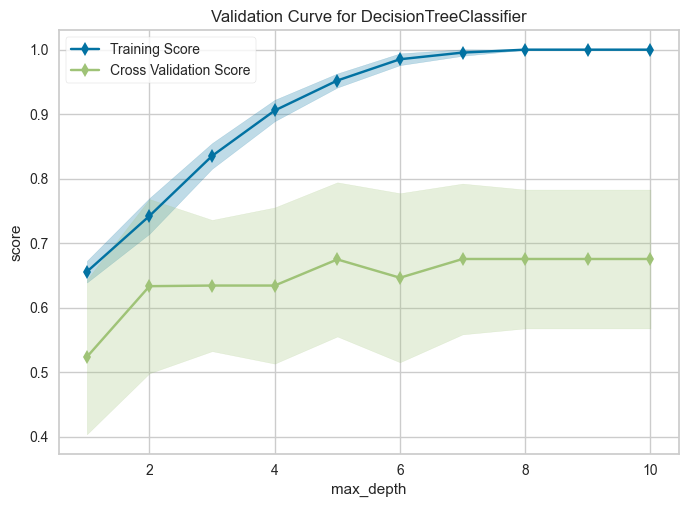 Validation Curve for DecisionTreeClassifier
Training Score
Cross Validation Score
score
1.0
0.9
0.8
0.7
0.6
0.5
0.4
2 4 6 8 10
max_depth